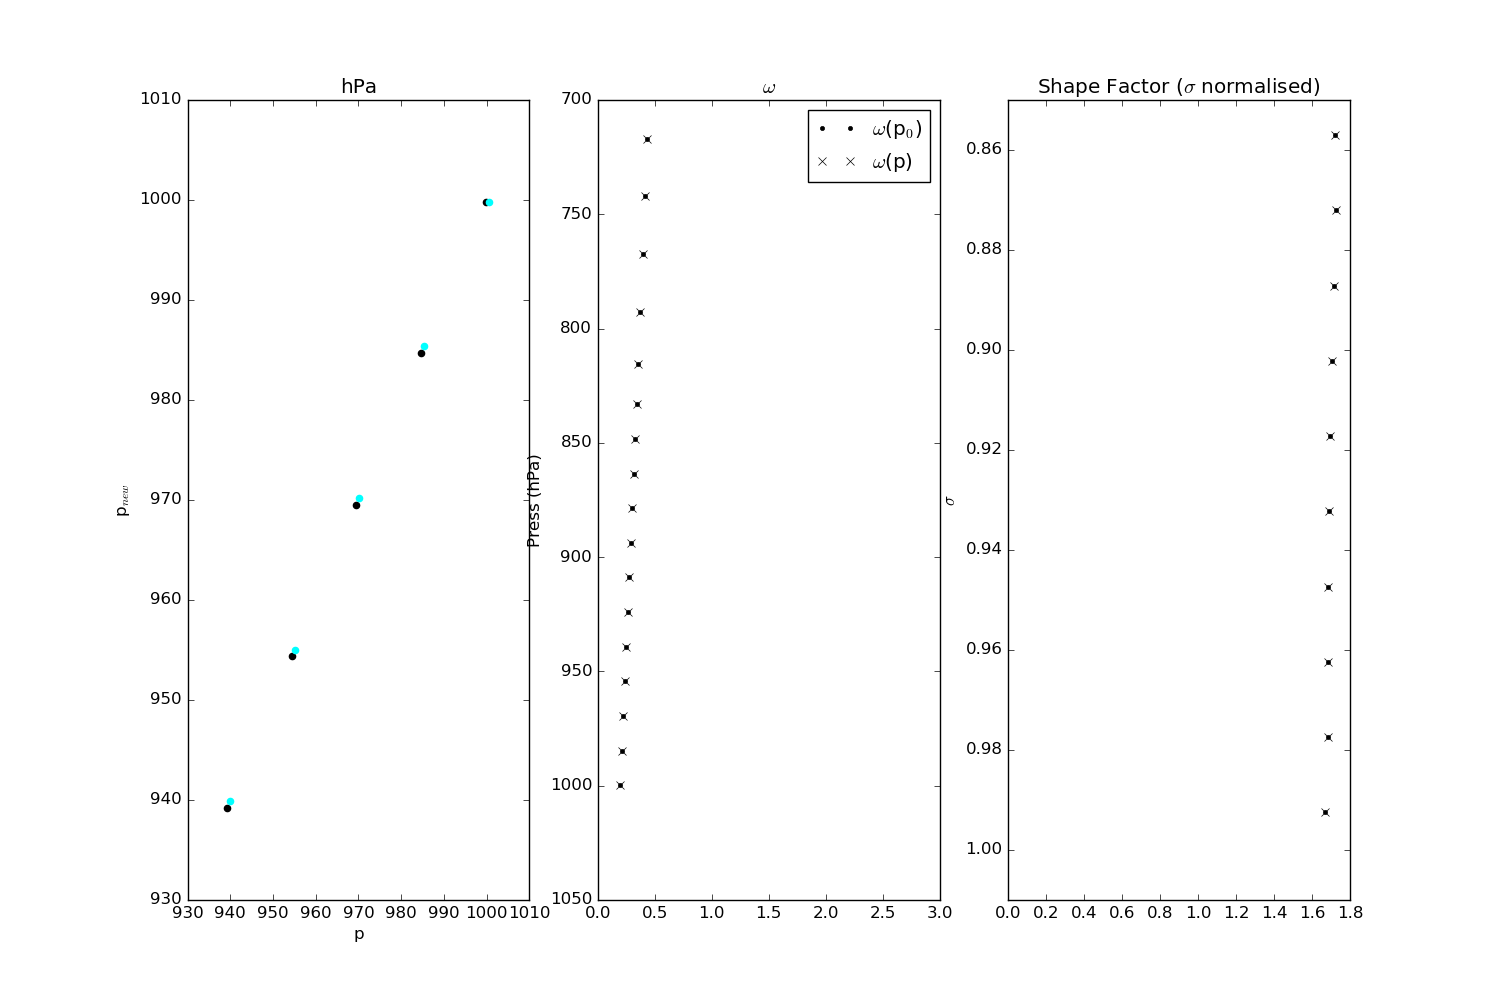 hPa
1010
1000
990
980
970
960
950
940
930
930 940 950 960 970 980 990 1000 1010
p
p_new
ω
ω(p₀)
ω(p)
700
750
800
850
900
950
1000
1050
0.0 0.5 1.0 1.5 2.0 2.5 3.0
Press (hPa)
Shape Factor (σ normalised)
0.86
0.88
0.90
0.92
0.94
0.96
0.98
1.00
0.0 0.2 0.4 0.6 0.8 1.0 1.2 1.4 1.6 1.8
σ